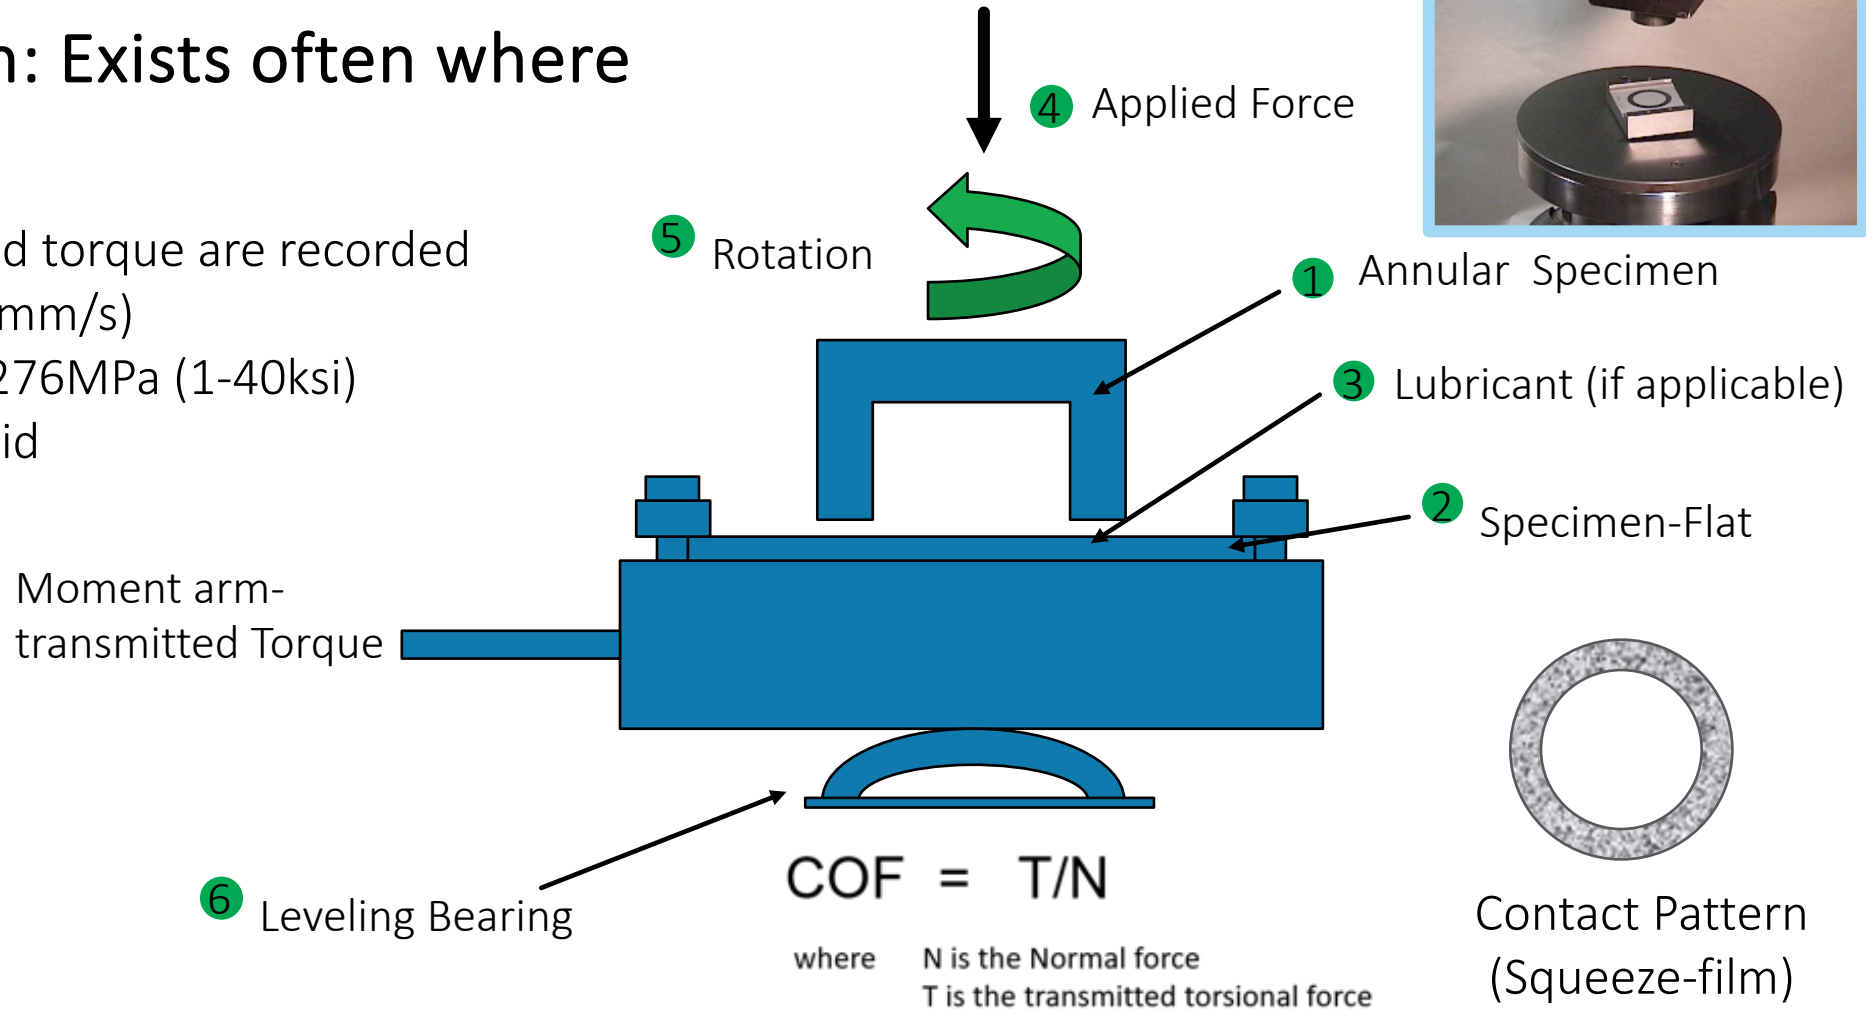 n: Exists often where
4 Applied Force
d torque are recorded
mm/s)
276MPa (1-40ksi)
id
5 Rotation
1 Annular Specimen
3 Lubricant (if applicable)
2 Specimen-Flat
Moment arm-
transmitted Torque
6 Leveling Bearing
COF = T/N
where N is the Normal force
T is the transmitted torsional force
Contact Pattern
(Squeeze-film)